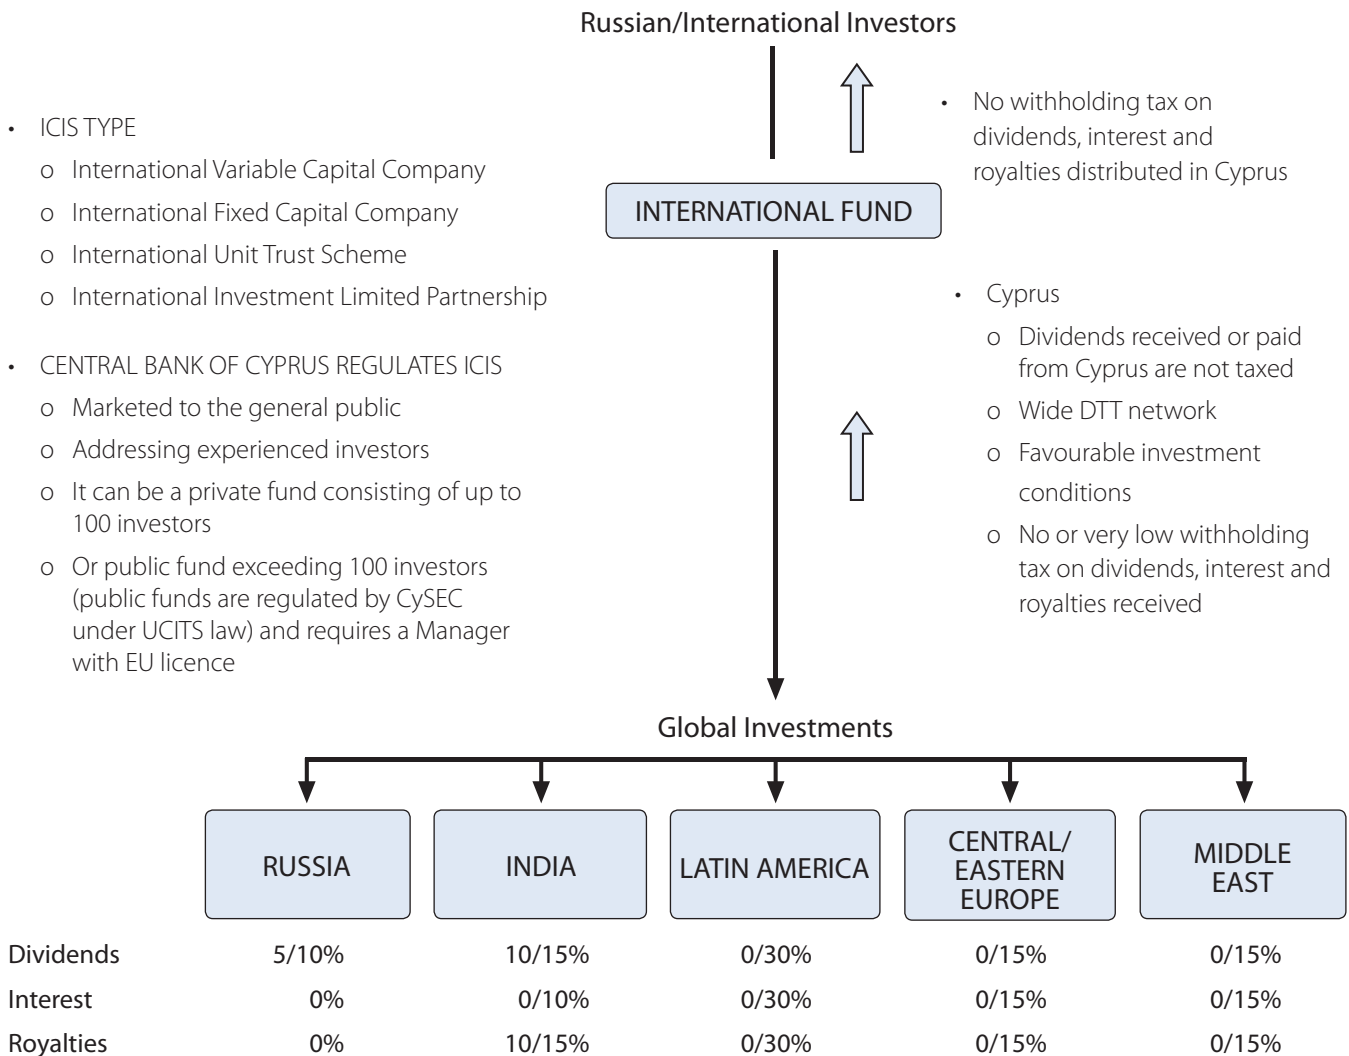 Russian/International Investors
• ICIS TYPE
o International Variable Capital Company
o International Fixed Capital Company
o International Unit Trust Scheme
o International Investment Limited Partnership
• CENTRAL BANK OF CYPRUS REGULATES ICIS
o Marketed to the general public
o Addressing experienced investors
o It can be a private fund consisting of up to
100 investors
o Or public fund exceeding 100 investors
(public funds are regulated by CySEC
under UCITS law) and requires a Manager
with EU licence
• No withholding tax on
dividends, interest and
royalties distributed in Cyprus
INTERNATIONAL FUND
• Cyprus
o Dividends received or paid
from Cyprus are not taxed
o Wide DTT network
o Favourable investment
conditions
o No or very low withholding
tax on dividends, interest and
royalties received
Global Investments
RUSSIA
INDIA
LATIN AMERICA
CENTRAL/
EASTERN
EUROPE
MIDDLE
EAST
Dividends 5/10% 10/15% 0/30% 0/15% 0/15%
Interest 0% 0/10% 0/30% 0/15% 0/15%
Royalties 0% 10/15% 0/30% 0/15% 0/15%